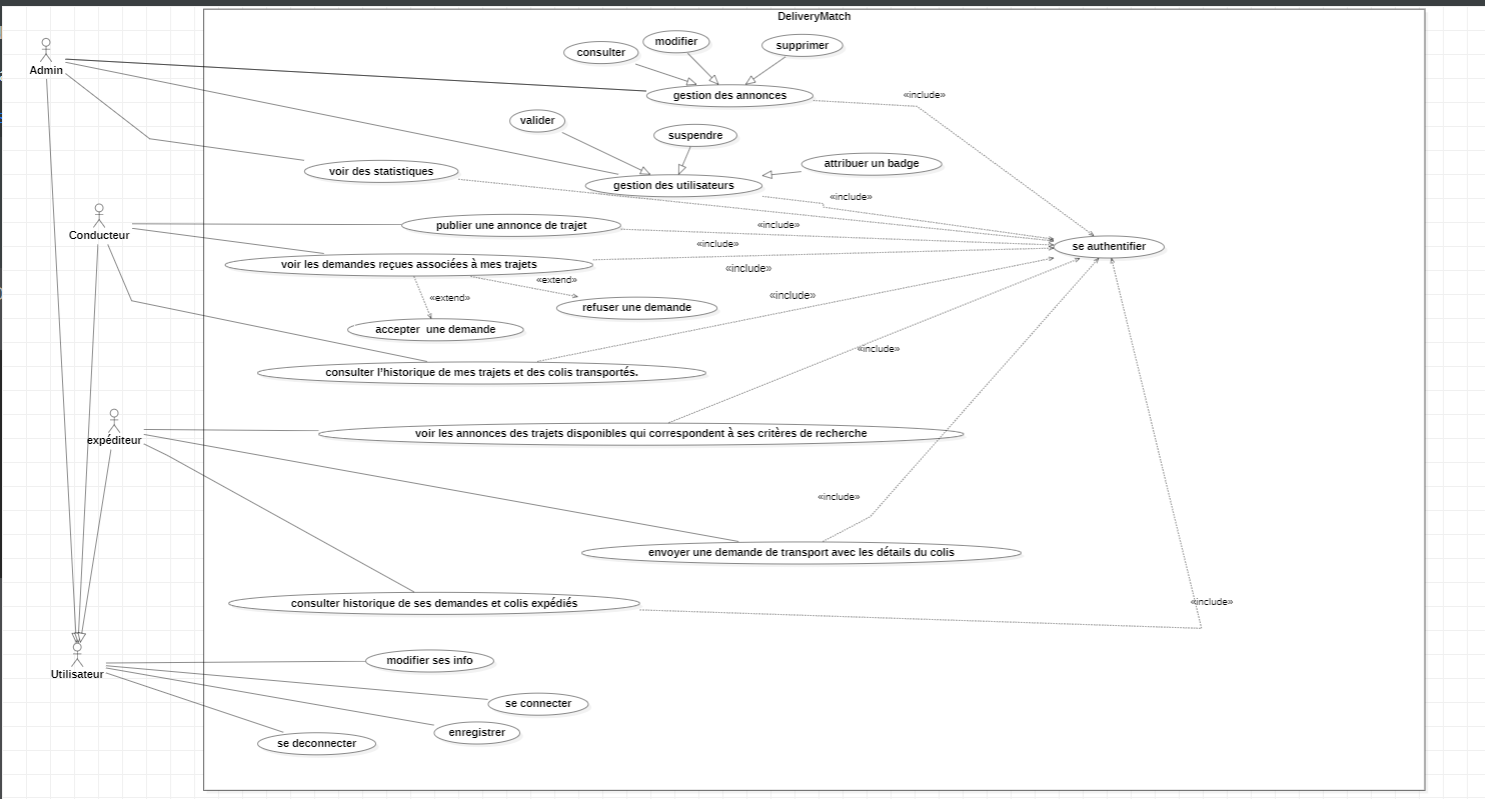 DeliveryMatch
Admin
consulter
modifier
supprimer
gestion des annonces
«include»
valider
suspendre
attribuer un badge
voir des statistiques
gestion des utilisateurs
«include»
Conducteur
publier une annonce de trajet
«include»
«include»
se authentifier
voir les demandes reçues associées à mes trajets
«include»
«extend»
«extend»
«include»
refuser une demande
accepter  une demande
«include»
consulter l'historique de mes trajets et des colis transportés.
expéditeur
voir les annonces des trajets disponibles qui correspondent à ses critères de recherche
«include»
envoyer une demande de transport avec les détails du colis
consulter historique de ses demandes et colis expédiés
«include»
Utilisateur
modifier ses info
se connecter
enregistrer
se deconnecter